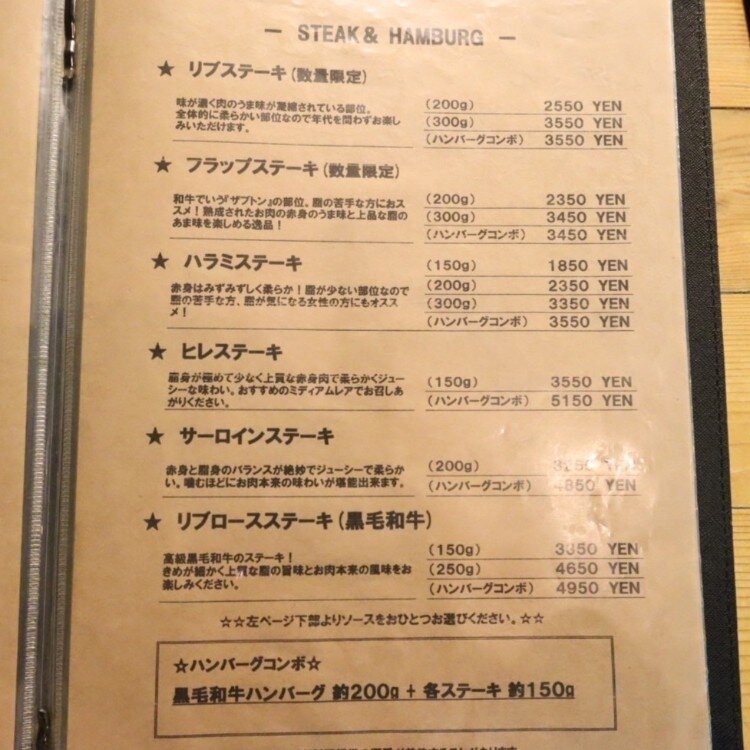 ― STEAK & HAMBURG ―
★ リブステーキ(数量限定)
味が濃く肉のうま味が凝縮されている部位。
全体的に柔らかい部位なので年代を問わずお楽し
みいただけます。
(200g) 2550 YEN
(300g) 3550 YEN
(ハンバーグコンボ) 3550 YEN
★ フラップステーキ(数量限定)
和牛でいう『ザブトン』の部位、脂の苦手な方におス
スメ!熟成されたお肉の赤身のうま味と上品な脂の
あま味を楽しめる逸品!
(200g) 2350 YEN
(300g) 3450 YEN
(ハンバーグコンボ) 3450 YEN
★ ハラミステーキ
赤身はみずみずしく柔らか!脂が少ない部位なので
脂の苦手な方、脂が気になる女性の方にもオスス
メ!
(150g) 1850 YEN
(200g) 2350 YEN
(300g) 3350 YEN
(ハンバーグコンボ) 3550 YEN
★ ヒレステーキ
脂身が極めて少なく上質な赤身肉で柔らかくジュー
シーな味わい。おすすめのミディアムレアでお召しあ
がりください。
(150g) 3550 YEN
(ハンバーグコンボ) 5150 YEN
★ サーロインステーキ
赤身と脂身のバランスが絶妙でジューシーで柔らか
い。噛むほどにお肉本来の味わいが堪能出来ます。
(200g) YEN
(ハンバーグコンボ) 4850 YEN
★ リブロースステーキ(黒毛和牛)
高級黒毛和牛のステーキ!
きめが細かく上質な脂の旨味とお肉本来の風味をお
楽しみください。
(150g) 3350 YEN
(250g) 4650 YEN
(ハンバーグコンボ) 4950 YEN
☆☆左ページ下部よりソースをおひとつお選びください。☆☆
☆ハンバーグコンボ☆
黒毛和牛ハンバーグ 約200g + 各ステーキ 約150g